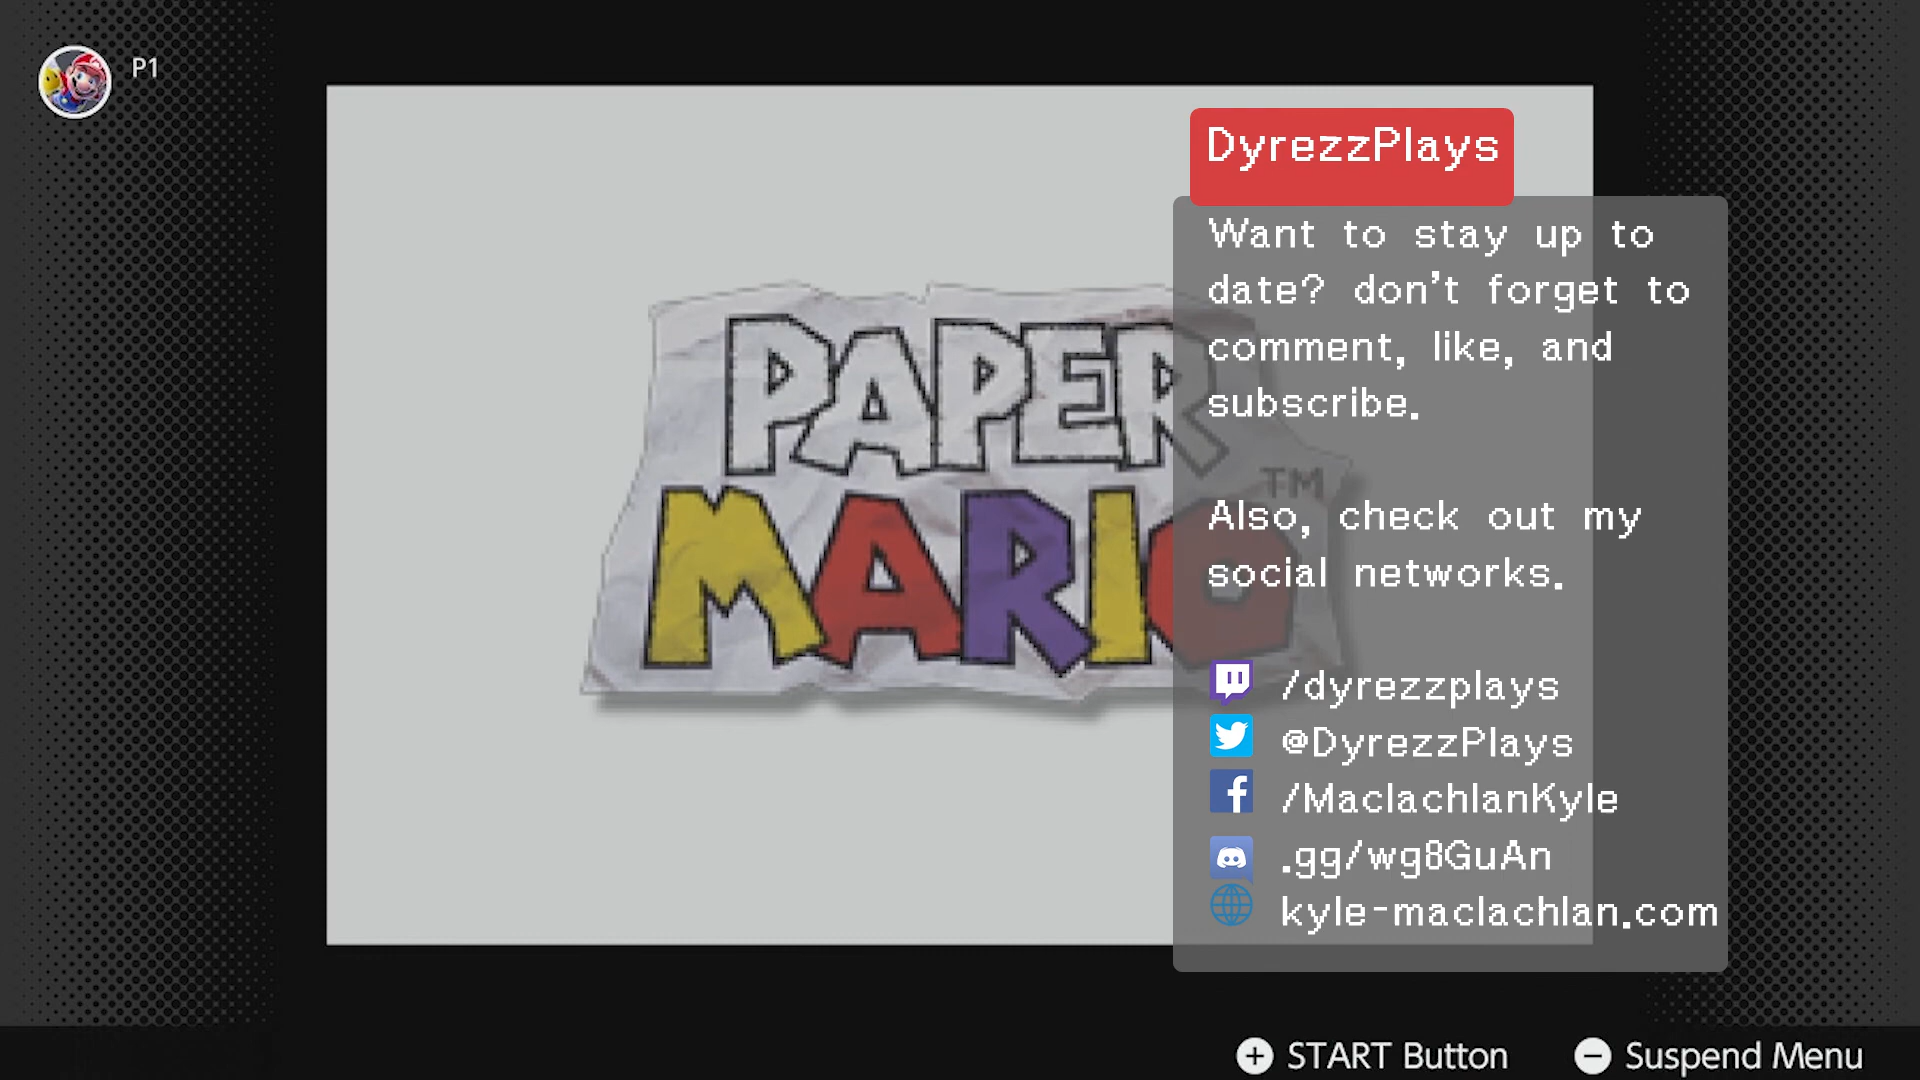 P1
DyrezzPlays
Want to stay up to
date? don't forget to
comment, like, and
subscribe.
PAPER
MARIO
TM
Also, check out my
social networks.
/dyrezzplays
@DyrezzPlays
/MaclachlanKyle
.gg/wg8GuAn
kyle-maclachlan.com
START Button
Suspend Menu